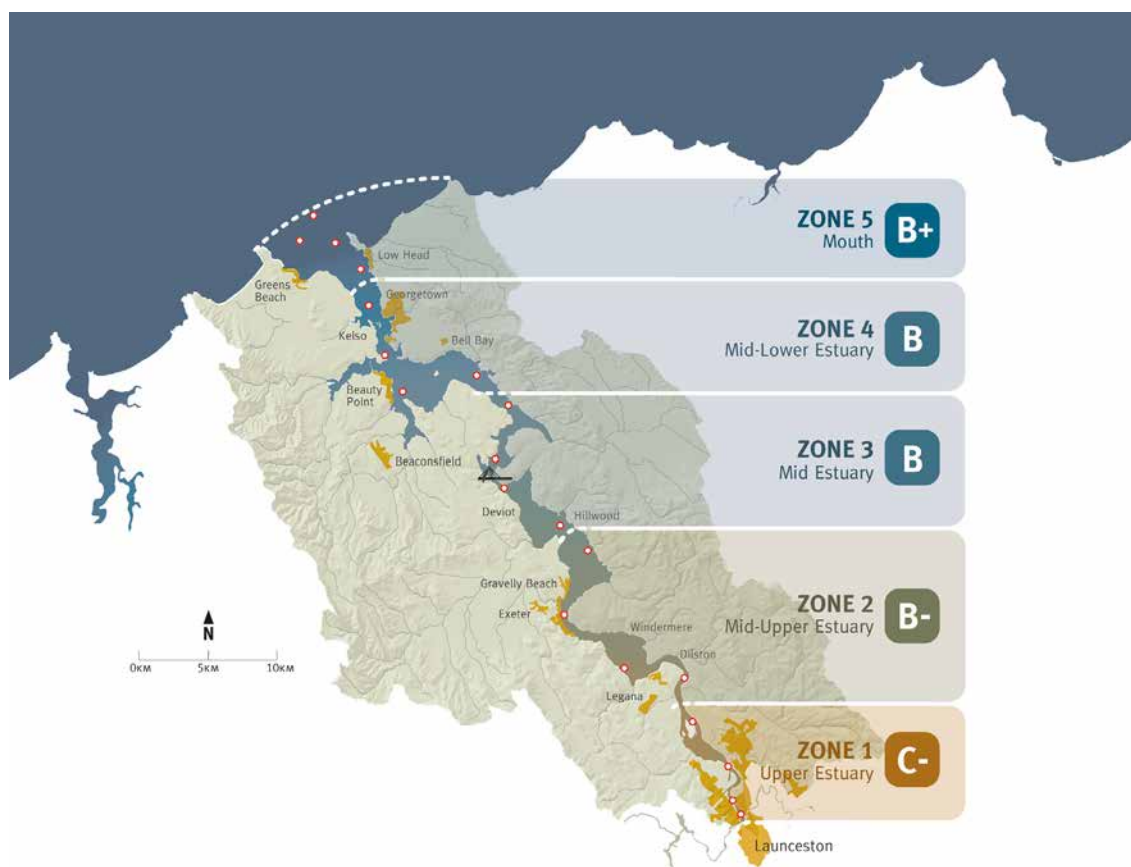 ZONE 5
Mouth
B+
Low Head
Greens
Beach
Georgetown
ZONE 4
Mid-Lower Estuary
B
Kelso
Bell Bay
Beauty
Point
ZONE 3
Mid Estuary
B
Beaconsfield
Deviot
Hillwood
Gravelly Beach
Exeter
ZONE 2
Mid-Upper Estuary
B-
Windermere
Dilston
N
0KM
5KM
10KM
Legana
ZONE 1
Upper Estuary
C-
Launceston